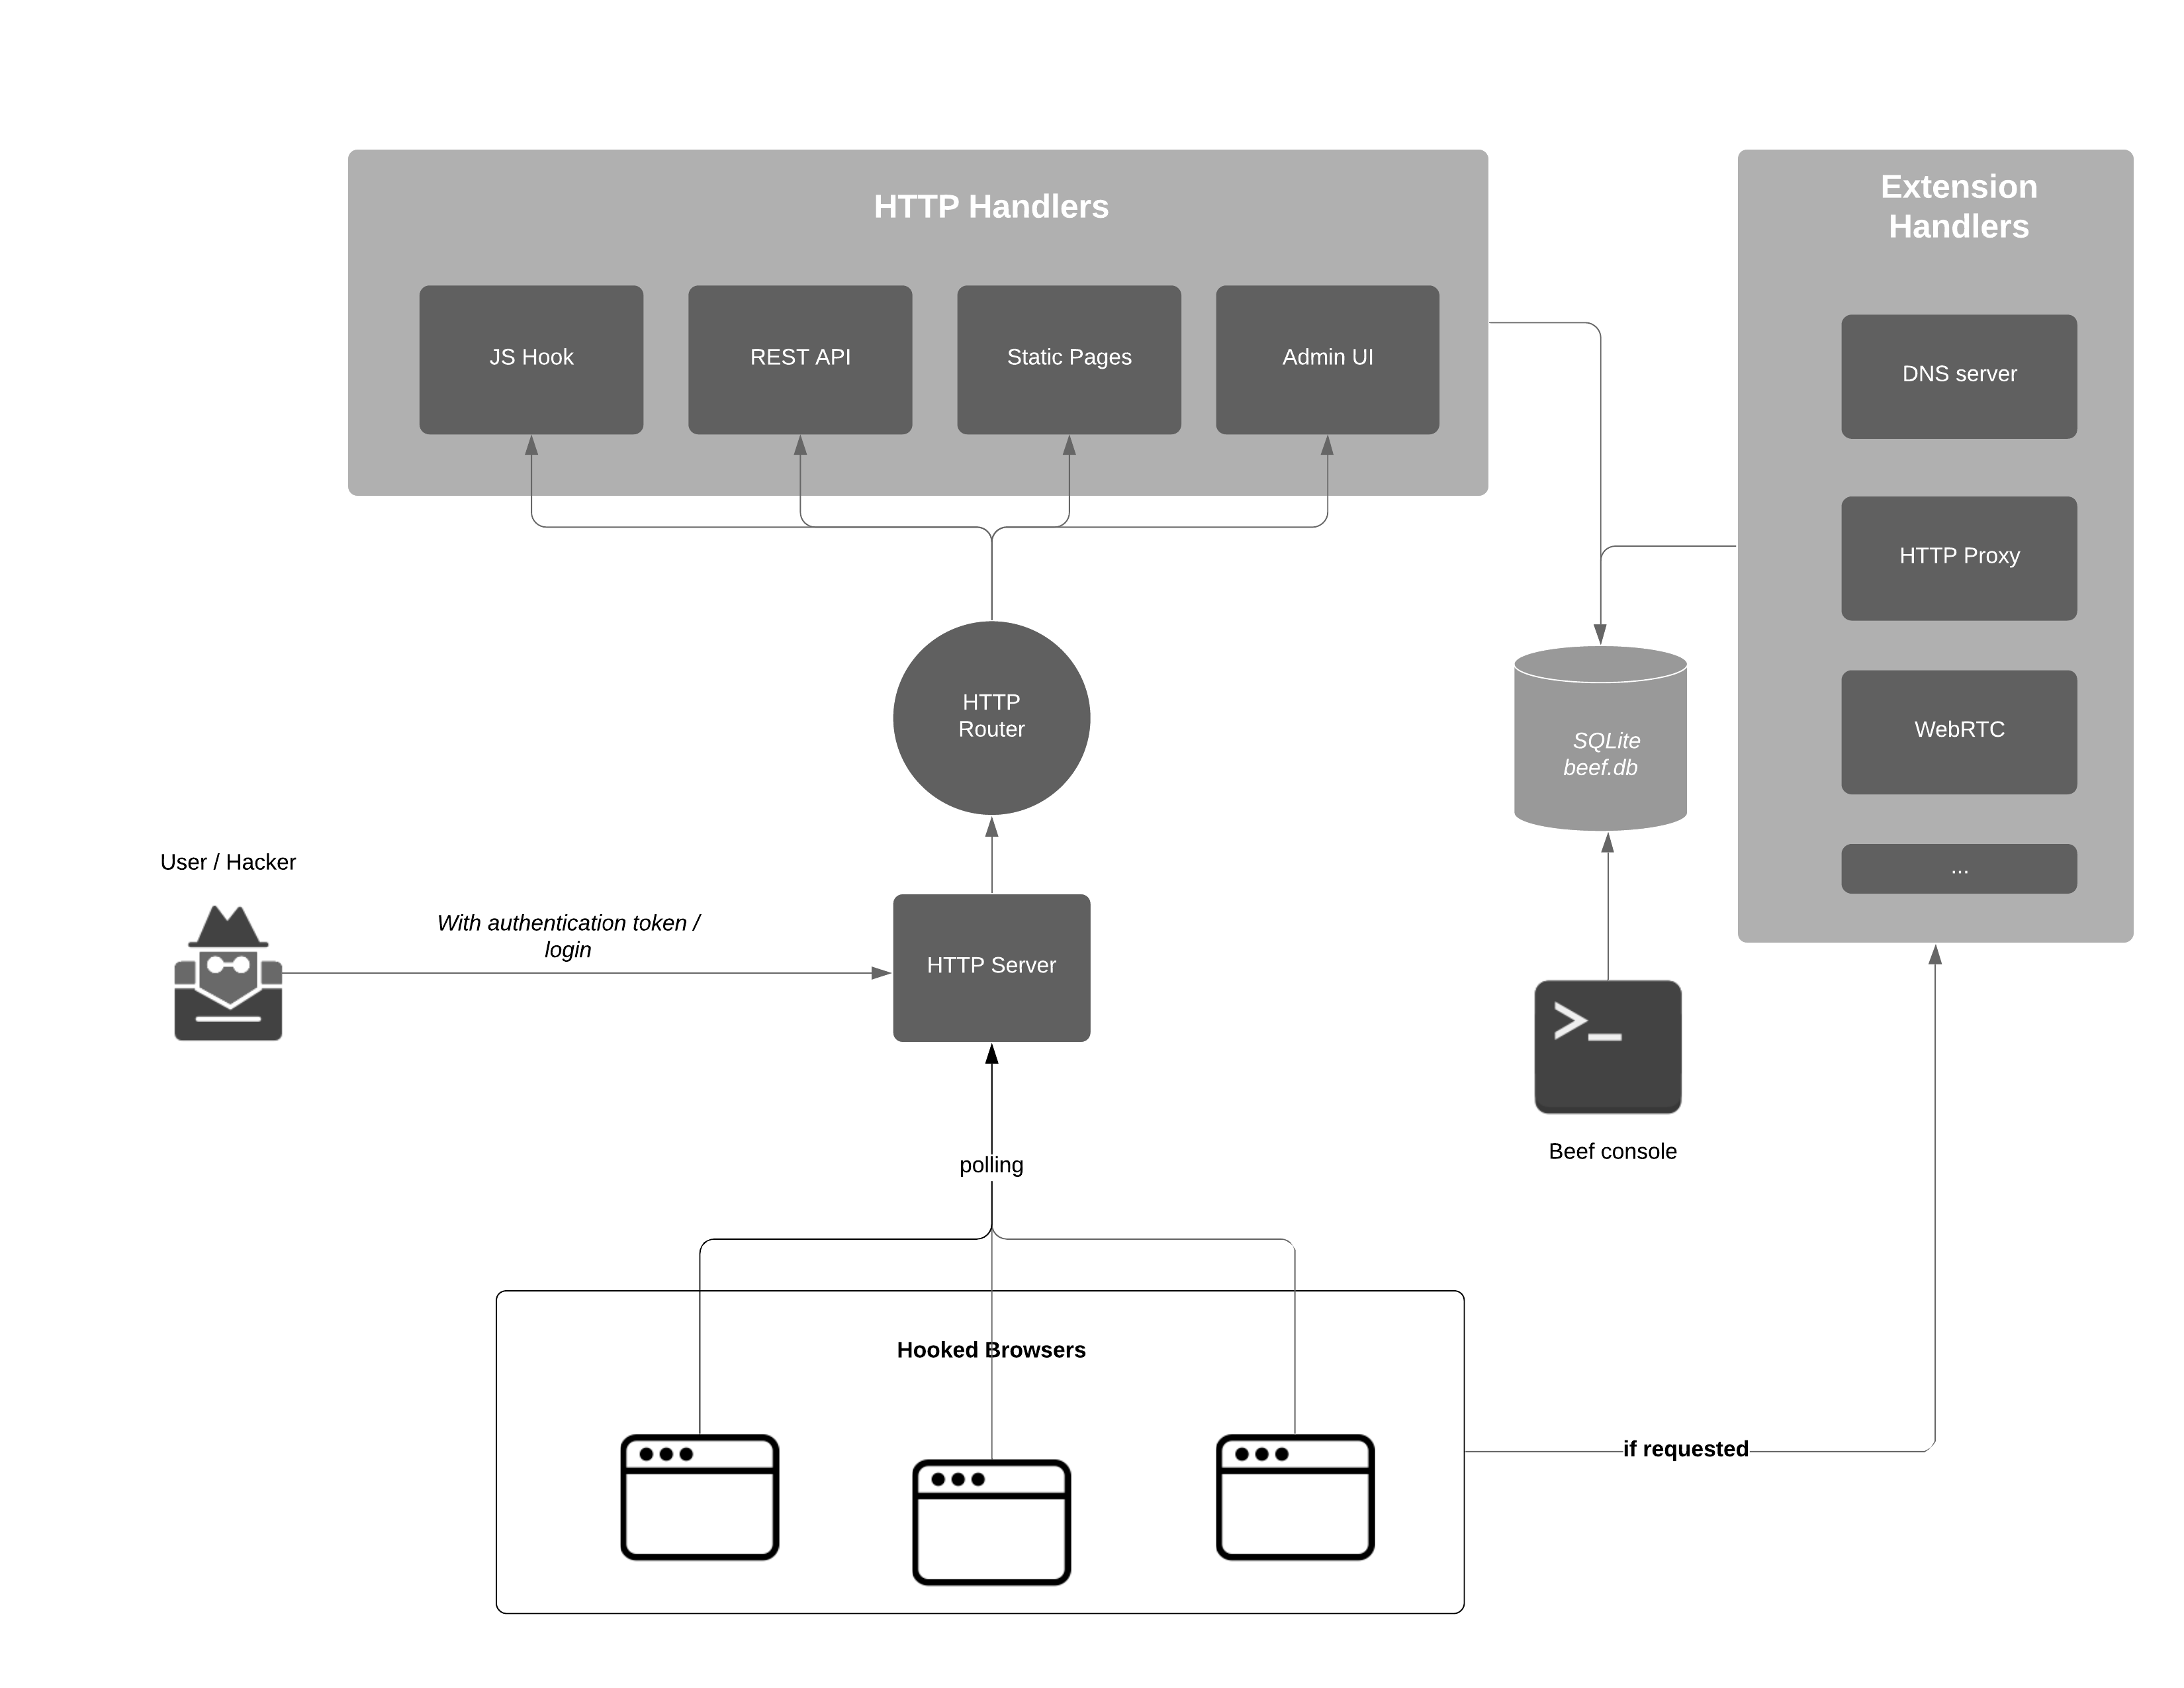 HTTP Handlers
JS Hook
REST API
Static Pages
Admin UI
Extension
Handlers
DNS server
HTTP Proxy
WebRTC
...
HTTP
Router
SQLite
beef.db
User / Hacker
With authentication token /
login
HTTP Server
>_
Beef console
polling
Hooked Browsers
if requested